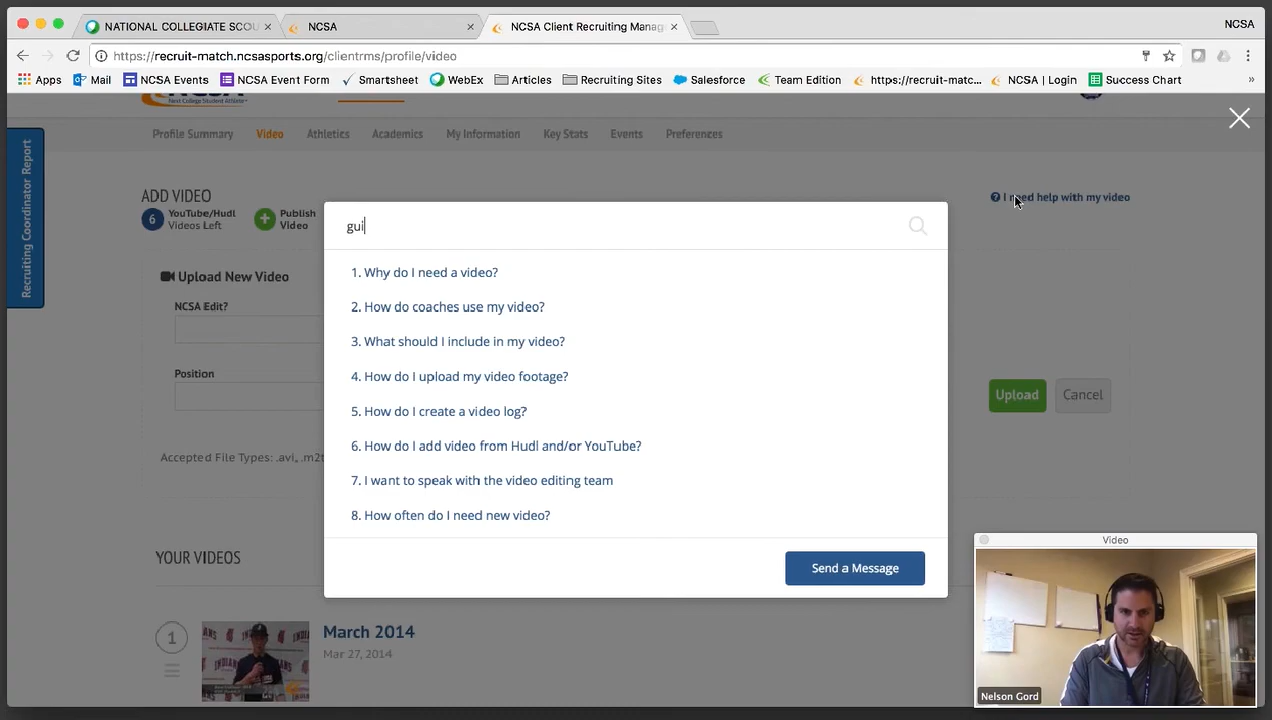 NATIONAL COLLEGIATE SCOU
NCSA
NCSA Client Recruiting Manag
NCSA
https://recruit-match.ncsasports.org/clientrms/profile/video
Apps Mail NCSA Events NCSA Event Form Smartsheet WebEx Articles Recruiting Sites Salesforce Team Edition https://recruit-matc... NCSA | Login Success Chart »
NCSA
Next College Student Athlete
Profile Summary Video Athletics Academics My Information Key Stats Events Preferences
Recruiting Coordinator Report
ADD VIDEO
I need help with my video
6 YouTube/Hudl Videos Left
Publish Video
Upload New Video
NCSA Edit?
Position
Upload Cancel
Accepted File Types: .avi, .m2t
gui
1. Why do I need a video?
2. How do coaches use my video?
3. What should I include in my video?
4. How do I upload my video footage?
5. How do I create a video log?
6. How do I add video from Hudl and/or YouTube?
7. I want to speak with the video editing team
8. How often do I need new video?
Send a Message
YOUR VIDEOS
1
INDIANS
March 2014
Mar 27, 2014
Video
Nelson Gord